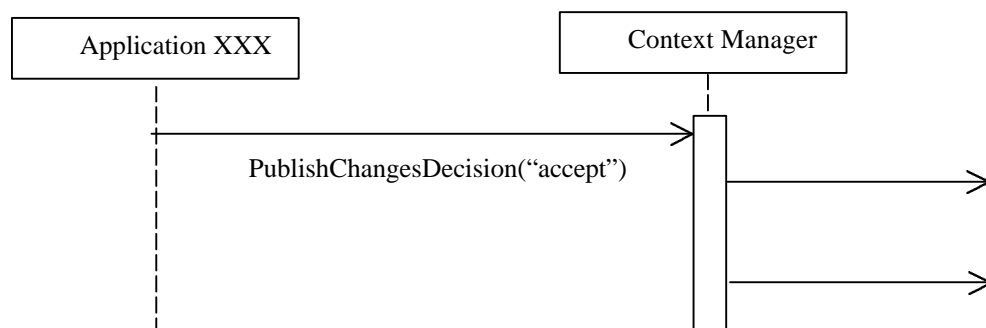 Application XXX
Context Manager
PublishChangesDecision(“accept”)